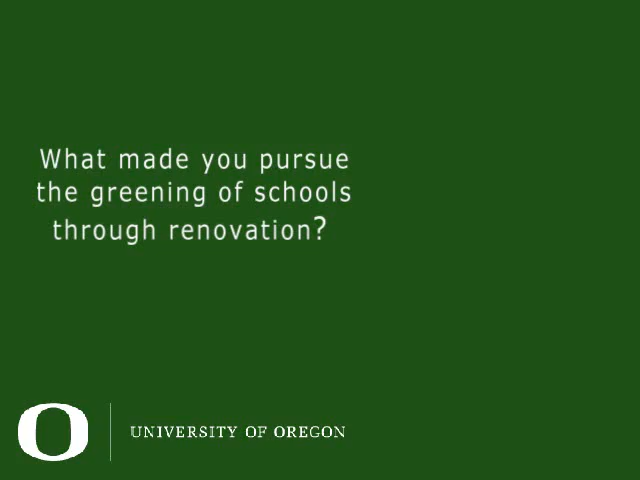 What made you pursue
the greening of schools
through renovation?
O
UNIVERSITY OF OREGON